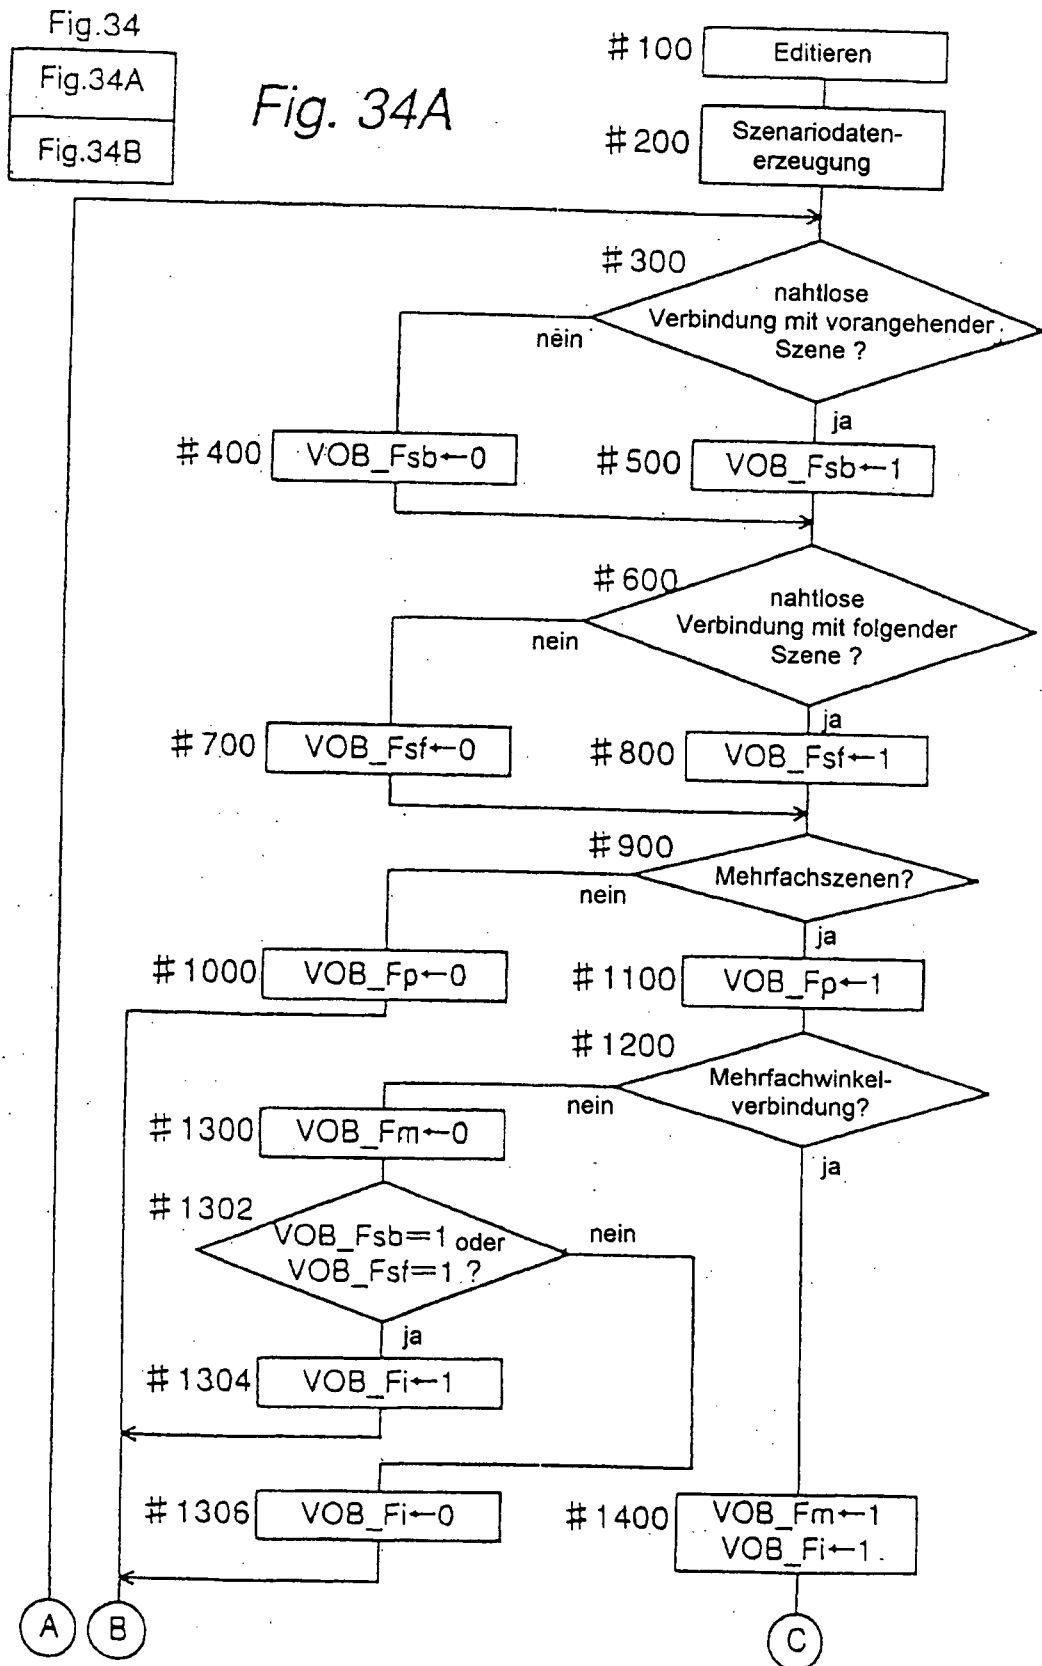 Fig.34
Fig.34A
Fig.34B
Fig. 34A
#100 Editieren
#200 Szenariodaten-
erzeugung
#300
nahtlose
Verbindung mit vorangehender
Szene ?
nein
ja
#400 VOB_Fsb←0
#500 VOB_Fsb←1
#600
nahtlose
Verbindung mit folgender
Szene ?
nein
ja
#700 VOB_Fsf←0
#800 VOB_Fsf←1
#900
Mehrfachszenen?
nein
ja
#1000 VOB_Fp←0
#1100 VOB_Fp←1
#1200
Mehrfachwinkel-
verbindung?
nein
ja
#1300 VOB_Fm←0
#1302
VOB_Fsb=1 oder
VOB_Fsf=1 ?
nein
ja
#1304 VOB_Fi←1
#1306 VOB_Fi←0
#1400 VOB_Fm←1
VOB_Fi←1
A
B
C